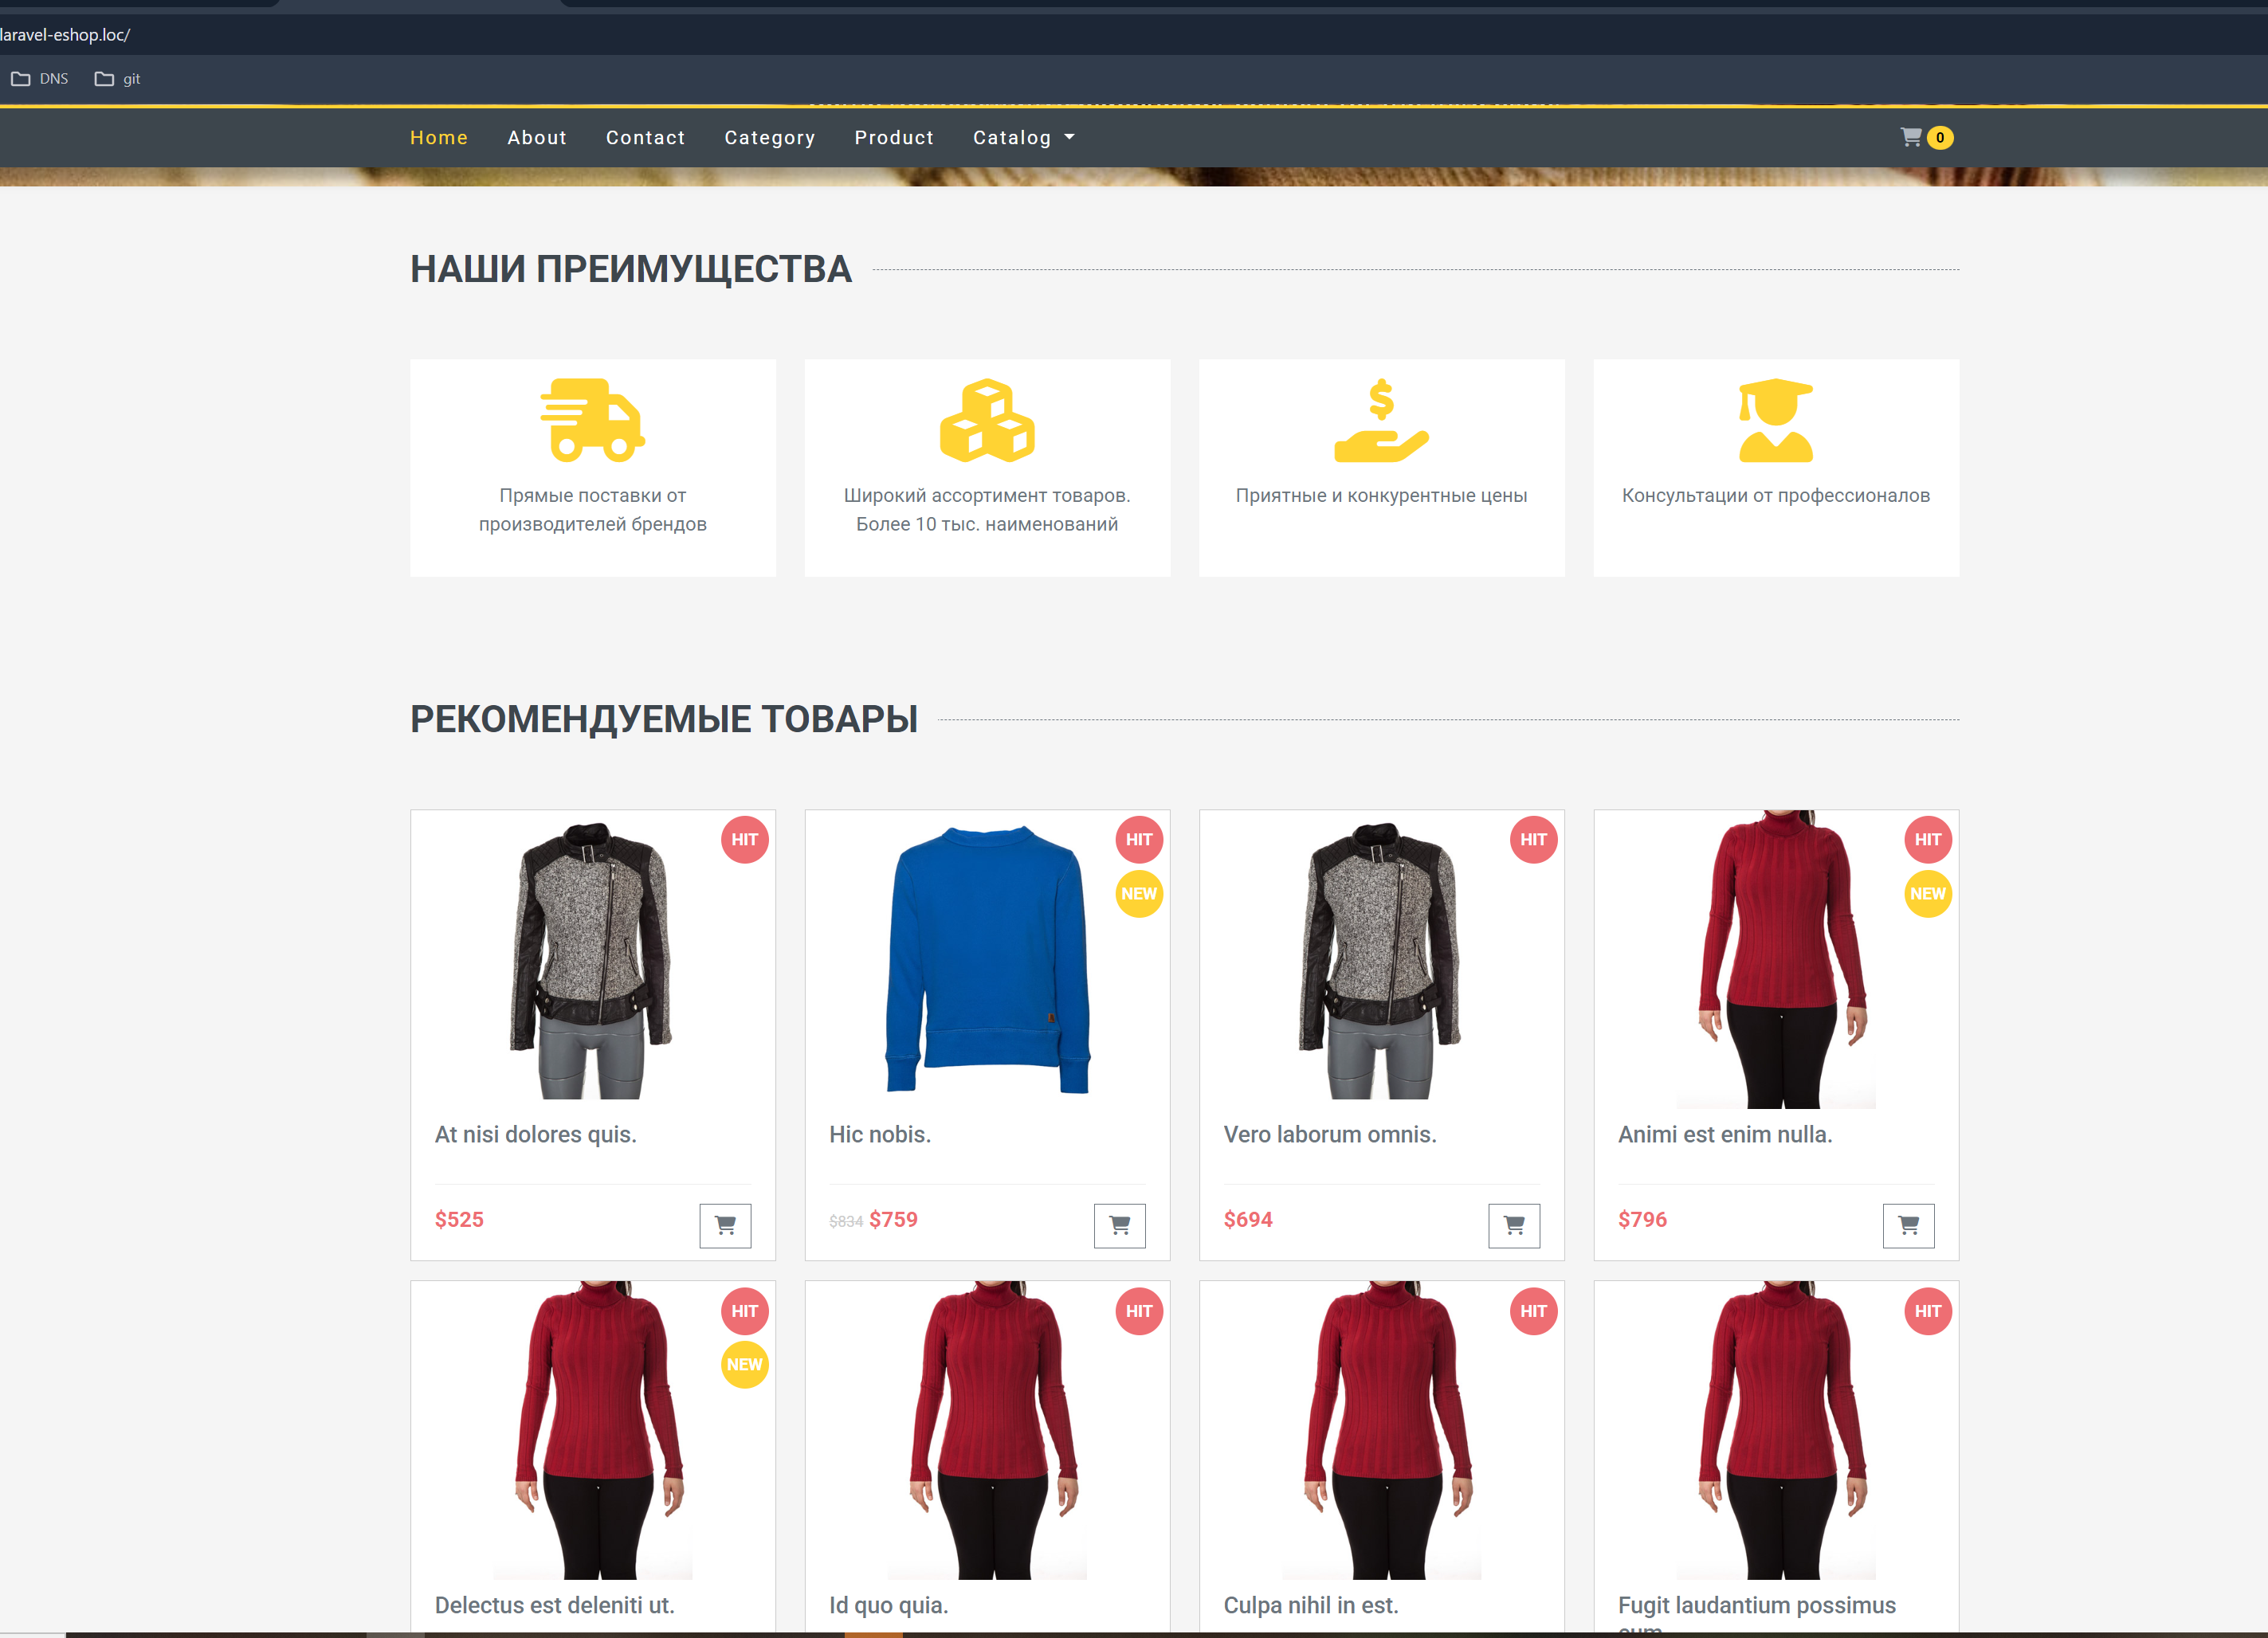 laravel-eshop.loc/
DNS git
Home About Contact Category Product Catalog 0
НАШИ ПРЕИМУЩЕСТВА
Прямые поставки от
производителей брендов
Широкий ассортимент товаров.
Более 10 тыс. наименований
Приятные и конкурентные цены
Консультации от профессионалов
РЕКОМЕНДУЕМЫЕ ТОВАРЫ
HIT
At nisi dolores quis.
$525
HIT
NEW
Hic nobis.
$834 $759
HIT
Vero laborum omnis.
$694
HIT
NEW
Animi est enim nulla.
$796
HIT
NEW
Delectus est deleniti ut.
HIT
Id quo quia.
HIT
Culpa nihil in est.
HIT
Fugit laudantium possimus